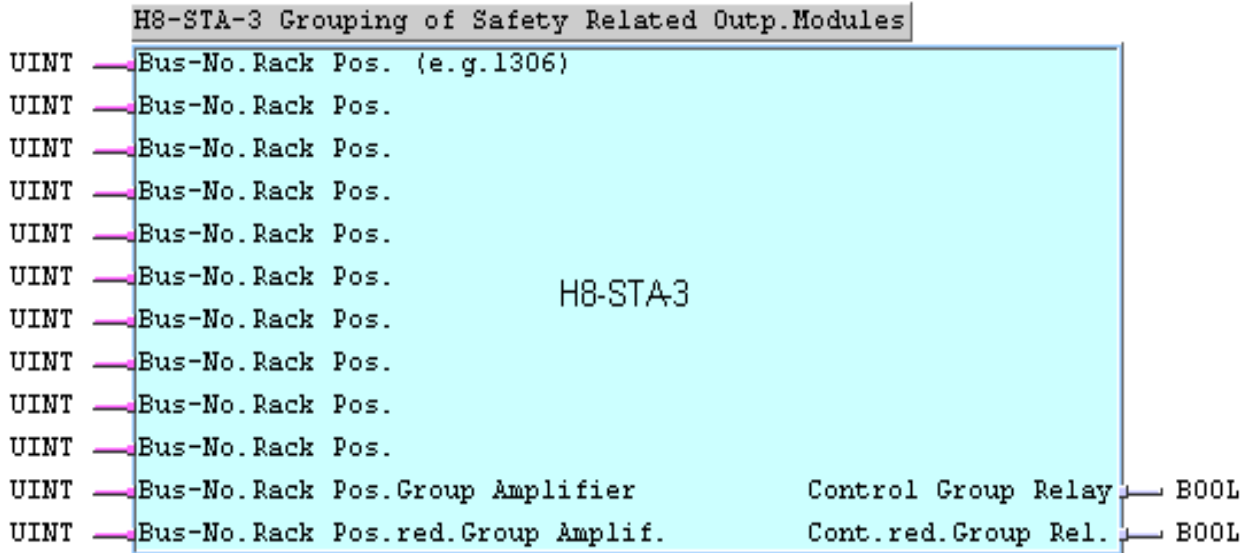 H8-STA-3 Grouping of Safety Related Outp.Modules
UINT Bus-No.Rack Pos. (e.g.1306)
UINT Bus-No.Rack Pos.
UINT Bus-No.Rack Pos.
UINT Bus-No.Rack Pos.
UINT Bus-No.Rack Pos.
UINT Bus-No.Rack Pos.
H8-STA-3
UINT Bus-No.Rack Pos.
UINT Bus-No.Rack Pos.
UINT Bus-No.Rack Pos.
UINT Bus-No.Rack Pos.
UINT Bus-No.Rack Pos.Group Amplifier Control Group Relay BOOL
UINT Bus-No.Rack Pos.red.Group Amplif. Cont.red.Group Rel. BOOL